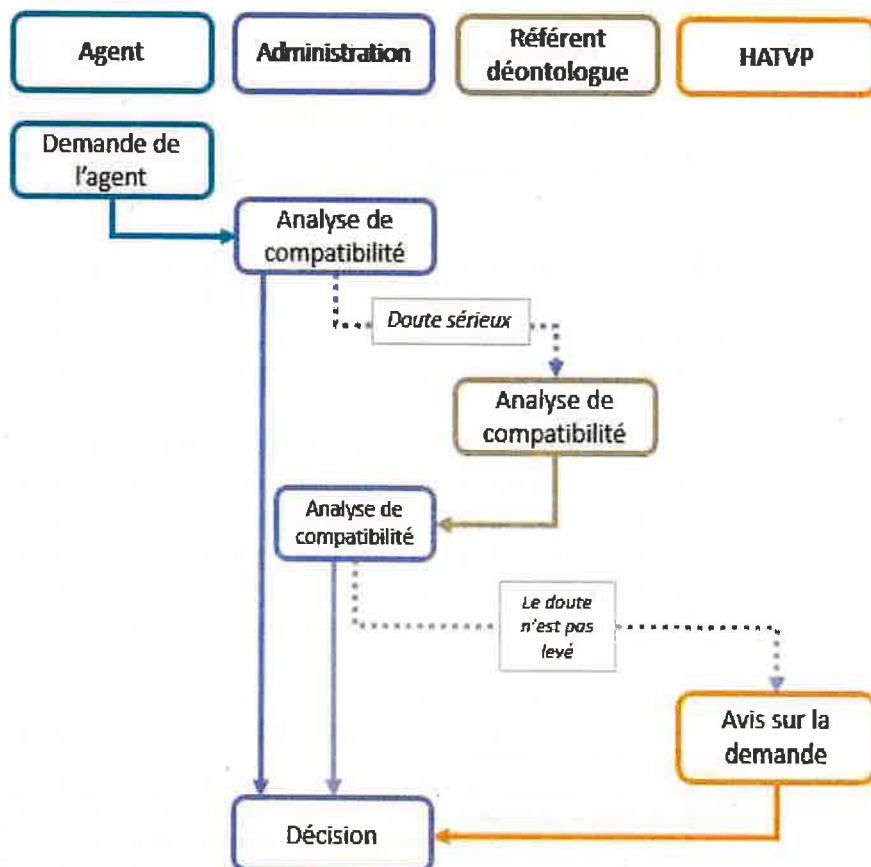 Agent
Administration
Référent
déontologue
HATVP
Demande de
l'agent
Analyse de
compatibilité
Doute sérieux
Analyse de
compatibilité
Analyse de
compatibilité
Le doute
n'est pas
levé
Avis sur la
demande
Décision